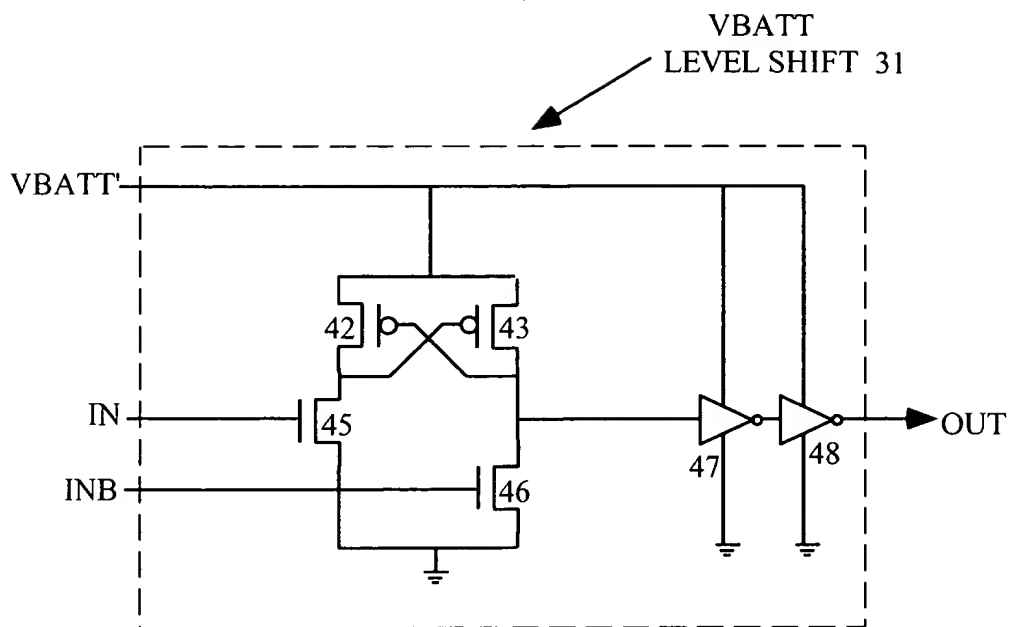 VBATT
LEVEL SHIFT 31
VBATT'
42
43
IN
45
OUT
47
48
INB
46